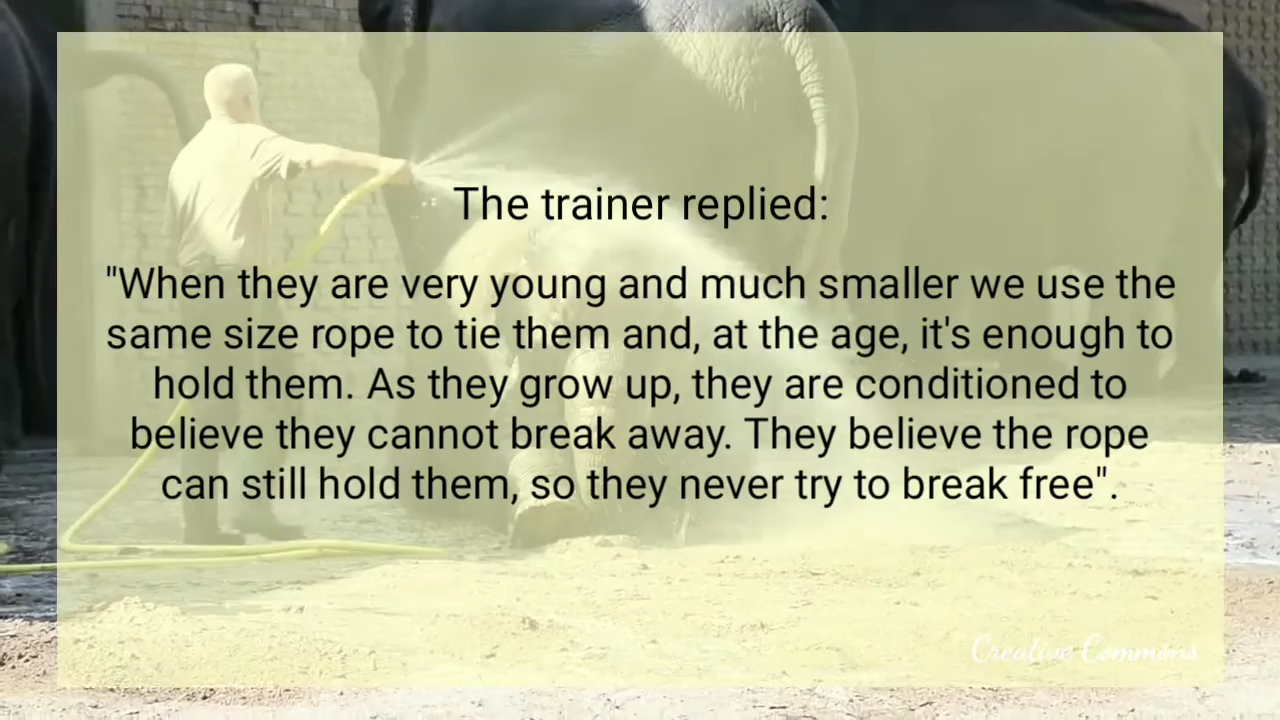 The trainer replied:
"When they are very young and much smaller we use the
same size rope to tie them and, at the age, it's enough to
hold them. As they grow up, they are conditioned to
believe they cannot break away. They believe the rope
can still hold them, so they never try to break free".
Creative Commons